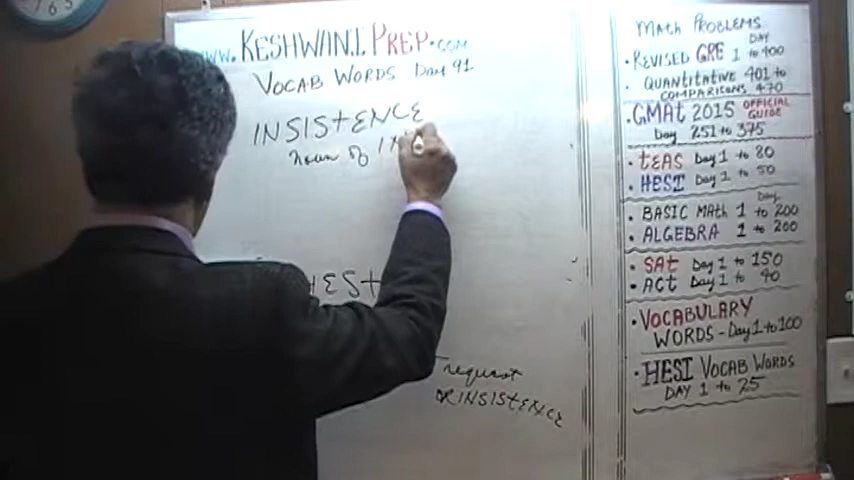 www.KESHWANIPREP.COM
VOCAB WORDS Day 91
INSISTENCE
noun of
request
OR INSISTENCE
Math Problems
DAY
• REVISED GRE 1 to 400
• QUANTITATIVE 401 to
COMPARISONS 470
• GMAt 2015 OFFICIAL GUIDE
Day 251 to 375
• tEAS Day 1 to 80
• HESI Day 1 to 50
Day
• BASIC Math 1 to 200
• ALGEBRA 1 to 200
• SAt Day 1 to 150
• ACt Day 1 to 40
• VOCABULARY
WORDS - Day 1 to 100
• HESI VOCAB WORDS
DAY 1 to 25